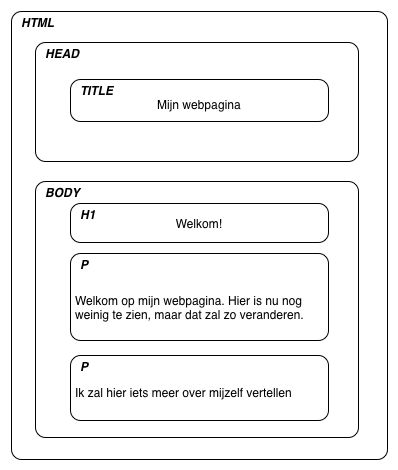 HTML
HEAD
TITLE
Mijn webpagina
BODY
H1
Welkom!
P
Welkom op mijn webpagina. Hier is nu nog
weinig te zien, maar dat zal zo veranderen.
P
Ik zal hier iets meer over mijzelf vertellen